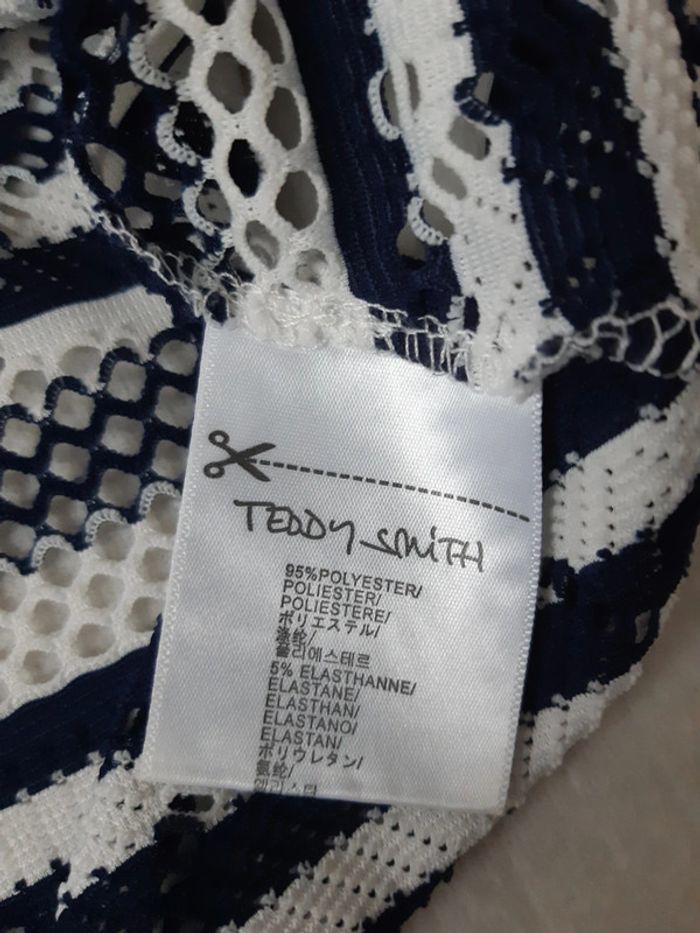 TEDDY SMITH
95%POLYESTER/
POLIESTER/
POLIESTERE/
ポリエステル/
涤纶/
폴리에스테르
5% ELASTHANNE/
ELASTANE/
ELASTHAN/
ELASTANO/
ELASTAN/
ポリウレタン/
氨纶/